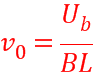 v₀ = U_b / BL